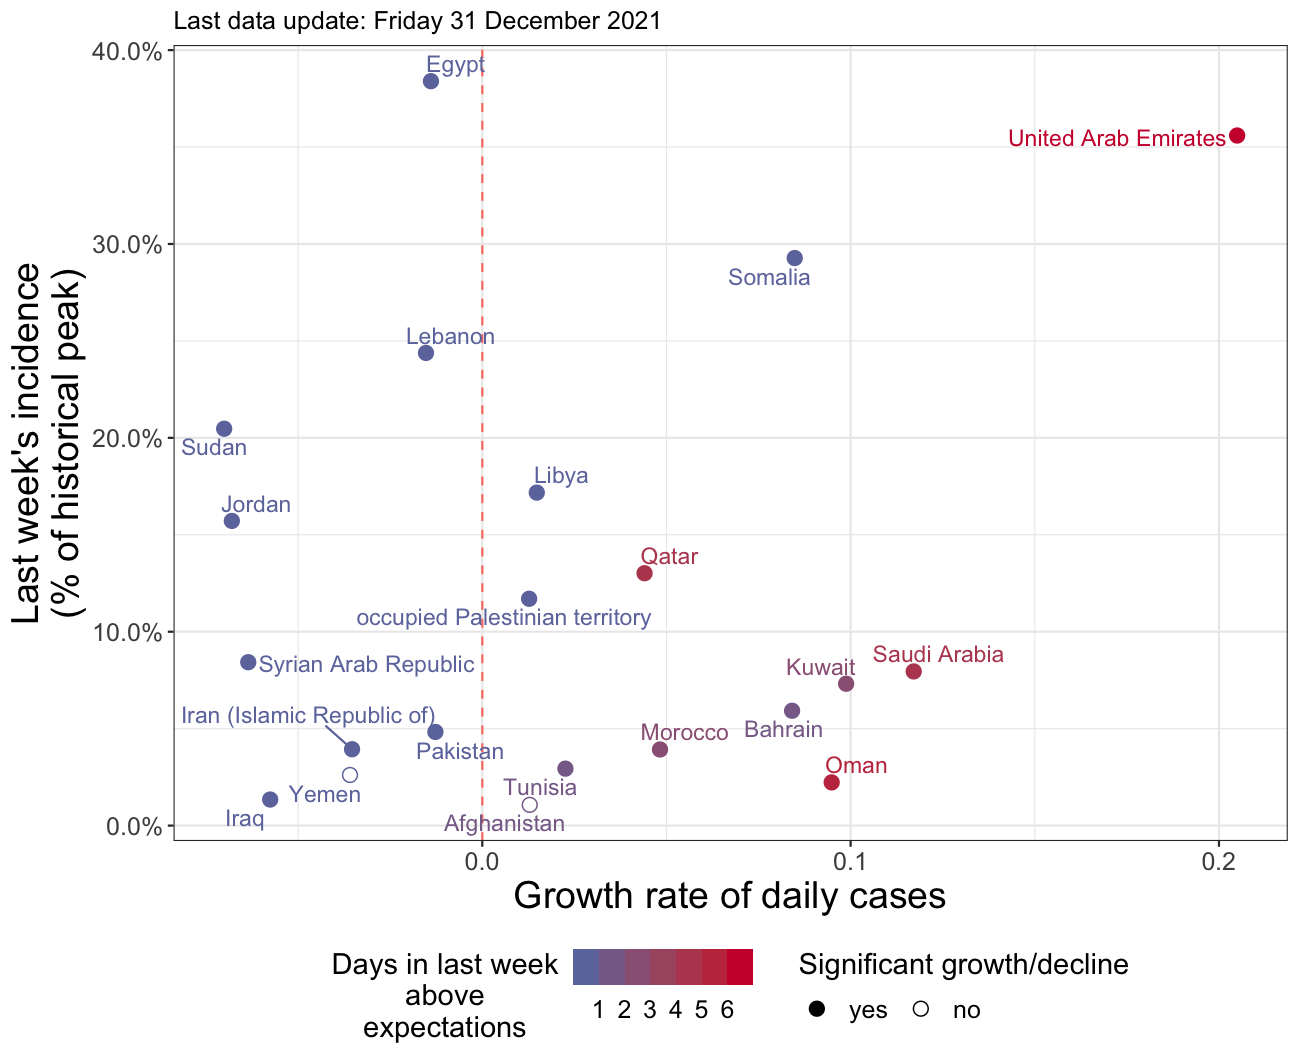 Last data update: Friday 31 December 2021
Last week's incidence
(% of historical peak)
40.0%
30.0%
20.0%
10.0%
0.0%
Egypt
United Arab Emirates
Somalia
Lebanon
Sudan
Libya
Jordan
Qatar
occupied Palestinian territory
Saudi Arabia
Syrian Arab Republic
Kuwait
Iran (Islamic Republic of)
Bahrain
Morocco
Pakistan
Oman
Tunisia
Yemen
Iraq
Afghanistan
0.0 0.1 0.2
Growth rate of daily cases
Days in last week
above
expectations
1 2 3 4 5 6
Significant growth/decline
yes no